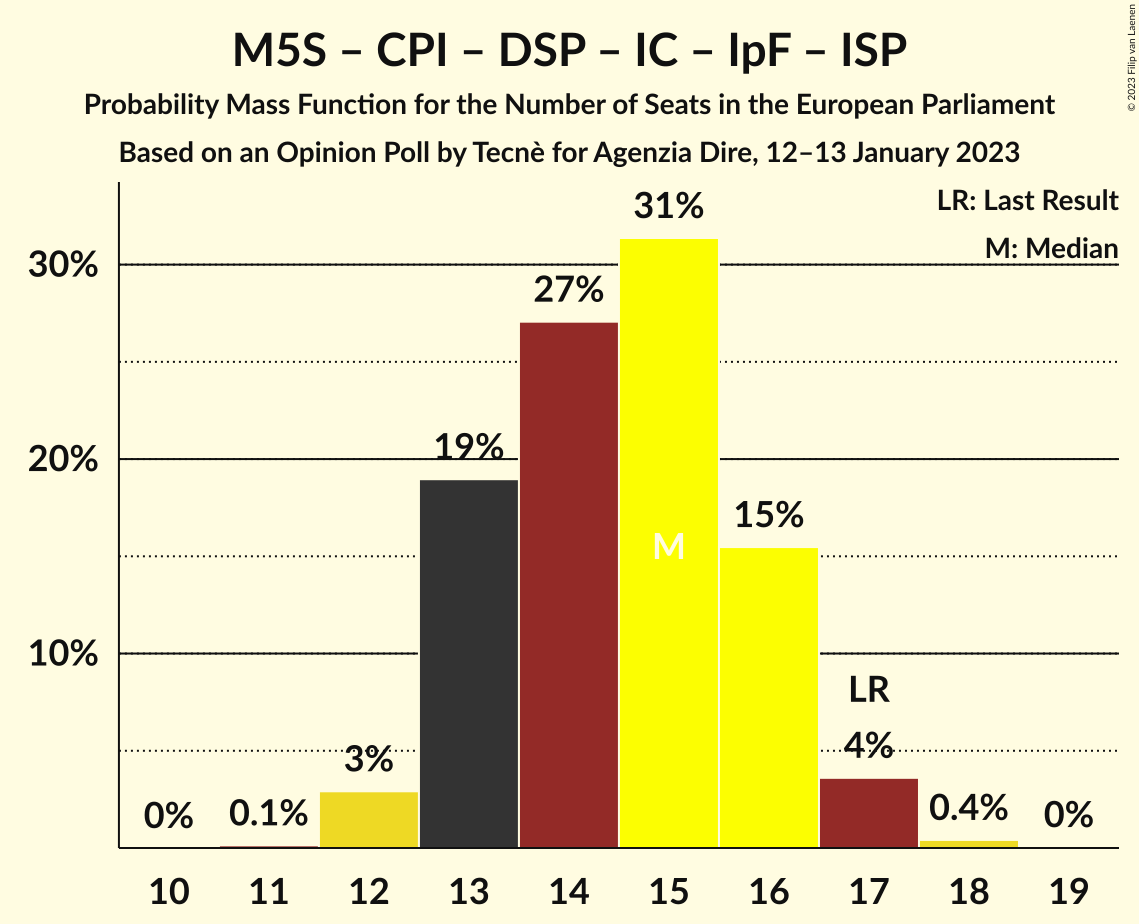 M5S – CPI – DSP – IC – IpF – ISP
Probability Mass Function for the Number of Seats in the European Parliament
Based on an Opinion Poll by Tecnè for Agenzia Dire, 12–13 January 2023
© 2023 Filip van Laenen
LR: Last Result
M: Median
30%
20%
10%
0%
0.1%
3%
19%
27%
31%
M
15%
LR
4%
0.4%
0%
10 11 12 13 14 15 16 17 18 19